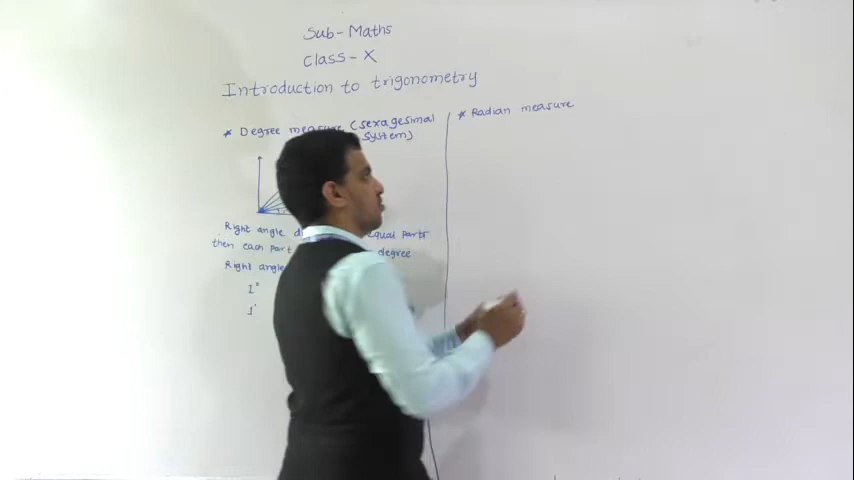 Sub - Maths
Class - X
Introduction to trigonometry
* Degree measure (sexagesimal
system)
* Radian measure
Right angle equal parts
then each part degree
Right angle
1°
1'